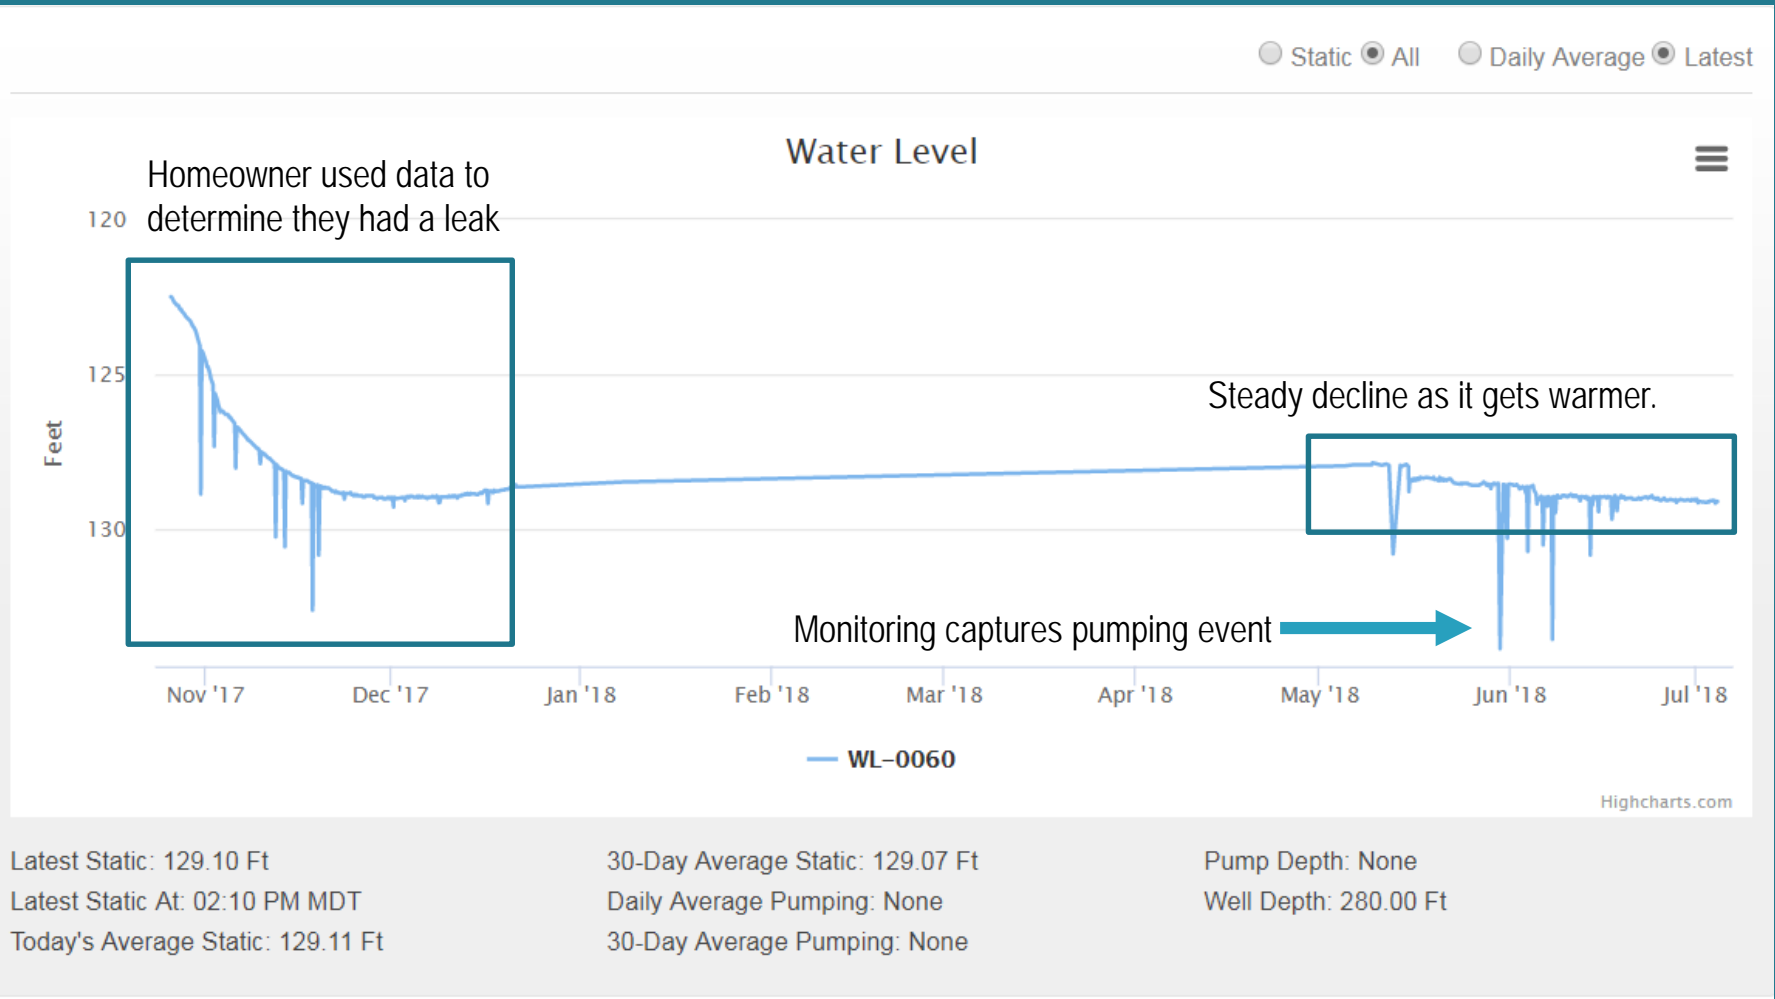 Static All Daily Average Latest
Water Level
Homeowner used data to
determine they had a leak
120
125
130
Feet
Steady decline as it gets warmer.
Monitoring captures pumping event
Nov '17 Dec '17 Jan '18 Feb '18 Mar '18 Apr '18 May '18 Jun '18 Jul '18
WL-0060
Highcharts.com
Latest Static: 129.10 Ft
Latest Static At: 02:10 PM MDT
Today's Average Static: 129.11 Ft
30-Day Average Static: 129.07 Ft
Daily Average Pumping: None
30-Day Average Pumping: None
Pump Depth: None
Well Depth: 280.00 Ft